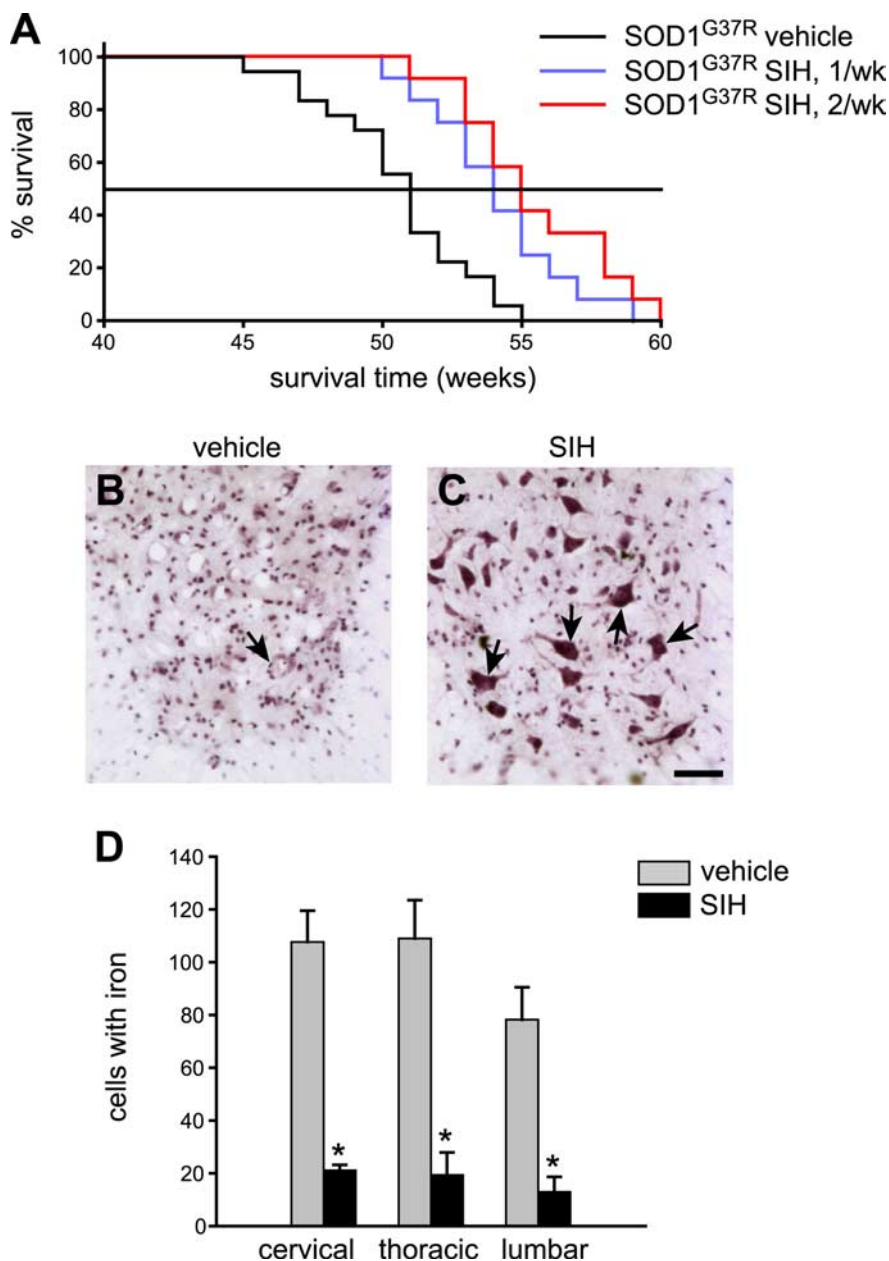 A
SOD1G37R vehicle
SOD1G37R SIH, 1/wk
SOD1G37R SIH, 2/wk
100
80
60
40
20
0
% survival
40 45 50 55 60
survival time (weeks)
vehicle SIH
B C
D
vehicle
SIH
140
120
100
80
60
40
20
0
cells with iron
* * *
cervical thoracic lumbar